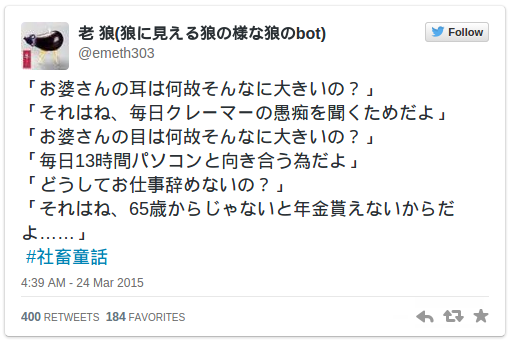 老 狼(狼に見える狼の様な狼のbot)
@emeth303
Follow
「お婆さんの耳は何故そんなに大きいの？」
「それはね、毎日クレーマーの愚痴を聞くためだよ」
「お婆さんの目は何故そんなに大きいの？」
「毎日13時間パソコンと向き合う為だよ」
「どうしてお仕事辞めないの？」
「それはね、65歳からじゃないと年金貰えないからだ
よ……」
#社畜童話
4:39 AM - 24 Mar 2015
400 RETWEETS 184 FAVORITES